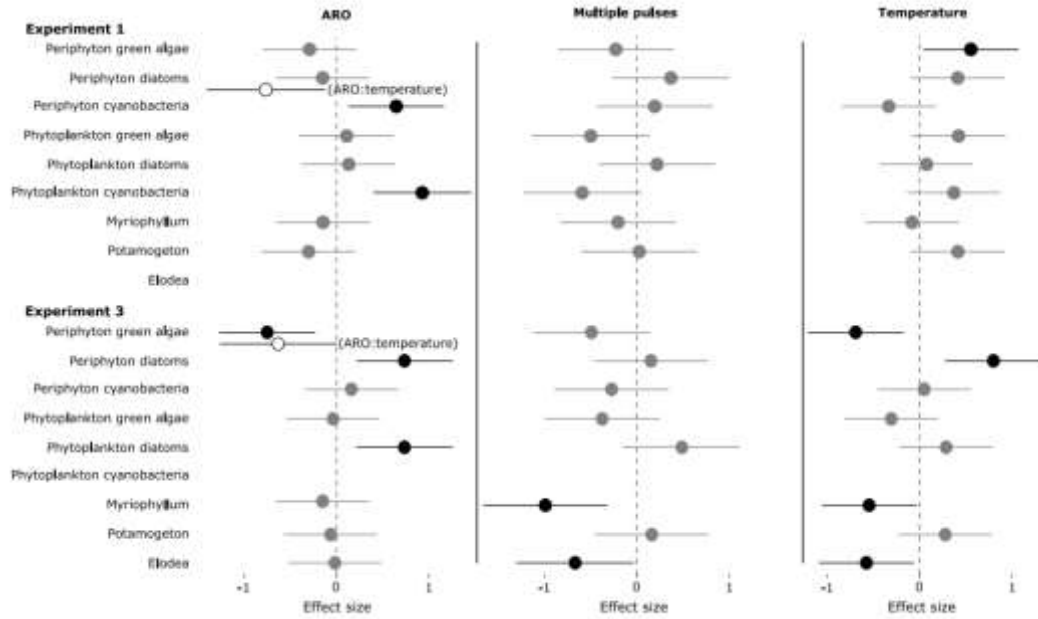 ARO Multiple pulses Temperature
Experiment 1
Periphyton green algae
Periphyton diatoms
(ARO:temperature)
Periphyton cyanobacteria
Phytoplankton green algae
Phytoplankton diatoms
Phytoplankton cyanobacteria
Myriophyllum
Potamogeton
Elodea
Experiment 3
Periphyton green algae
(ARO:temperature)
Periphyton diatoms
Periphyton cyanobacteria
Phytoplankton green algae
Phytoplankton diatoms
Phytoplankton cyanobacteria
Myriophyllum
Potamogeton
Elodea
-1 0 1 -1 0 1 -1 0 1
Effect size Effect size Effect size